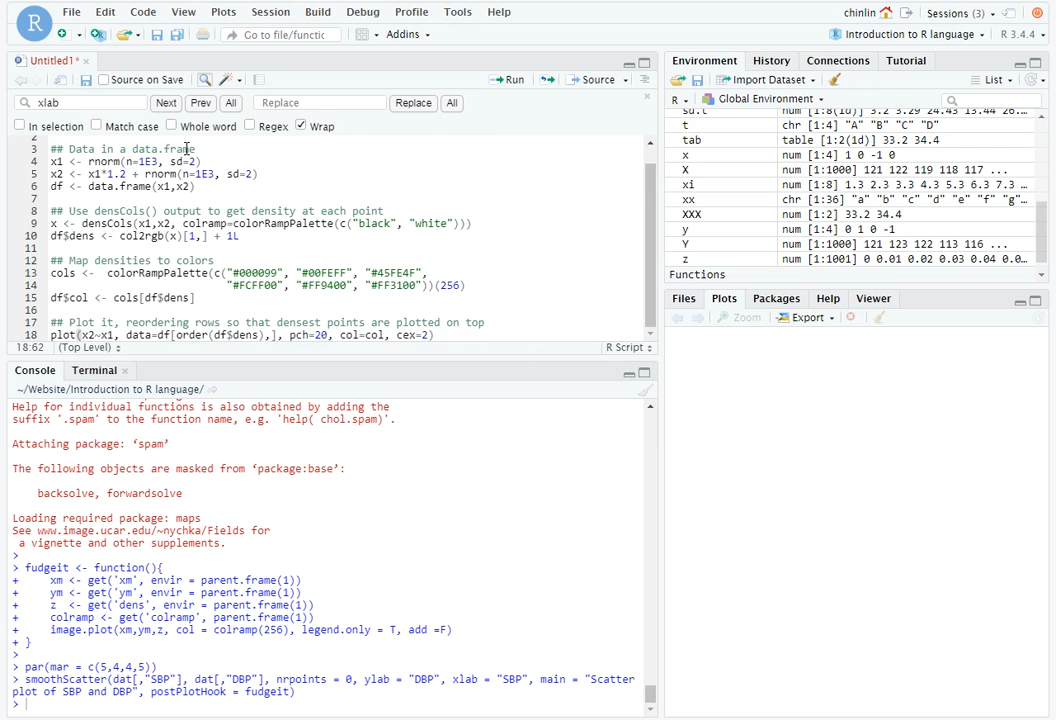 File Edit Code View Plots Session Build Debug Profile Tools Help
chinlin Sessions (3)
Go to file/functic Addins
Introduction to R language R 3.4.4
Untitled1*
Source on Save Run Source
xlab Next Prev All Replace Replace All
In selection Match case Whole word Regex Wrap
2
3 ## Data in a data.frame
4 x1 <- rnorm(n=1E3, sd=2)
5 x2 <- x1*1.2 + rnorm(n=1E3, sd=2)
6 df <- data.frame(x1,x2)
7
8 ## Use densCols() output to get density at each point
9 x <- densCols(x1,x2, colramp=colorRampPalette(c("black", "white")))
10 df$dens <- col2rgb(x)[1,] + 1L
11
12 ## Map densities to colors
13 cols <- colorRampPalette(c("#000099", "#00FEFF", "#45FE4F",
14 "#FCFF00", "#FF9400", "#FF3100"))(256)
15 df$col <- cols[df$dens]
16
17 ## Plot it, reordering rows so that densest points are plotted on top
18 plot(x2~x1, data=df[order(df$dens),], pch=20, col=col, cex=2)
18:62 (Top Level) R Script
Console Terminal
~/Website/Introduction to R language/
Help for individual functions is also obtained by adding the
suffix '.spam' to the function name, e.g. 'help( chol.spam)'.
Attaching package: ‘spam’
The following objects are masked from ‘package:base’:
backsolve, forwardsolve
Loading required package: maps
See www.image.ucar.edu/~nychka/Fields for
a vignette and other supplements.
>
> fudgeit <- function(){
+ xm <- get('xm', envir = parent.frame(1))
+ ym <- get('ym', envir = parent.frame(1))
+ z <- get('dens', envir = parent.frame(1))
+ colramp <- get('colramp', parent.frame(1))
+ image.plot(xm,ym,z, col = colramp(256), legend.only = T, add =F)
+ }
>
> par(mar = c(5,4,4,5))
> smoothScatter(dat[,"SBP"], dat[,"DBP"], nrpoints = 0, ylab = "DBP", xlab = "SBP", main = "Scatter
plot of SBP and DBP", postPlotHook = fudgeit)
>
Environment History Connections Tutorial
Import Dataset List
R Global Environment
sd.t num [1:2(1d)] 3.2 3.29 24.43 13.44 26...
t chr [1:4] "A" "B" "C" "D"
tab num [1:2(1d)] 33.2 34.4
x num [1:4] 1 0 -1 0
X num [1:1000] 121 122 119 118 117 ...
xi num [1:8] 1.3 2.3 3.3 4.3 5.3 6.3 7.3 ...
xx chr [1:36] "a" "b" "c" "d" "e" "f" "g"...
XXX num [1:2] 33.2 34.4
y num [1:4] 0 1 0 -1
Y num [1:1000] 121 123 122 113 116 ...
z num [1:1001] 0 0.01 0.02 0.03 0.04 0.0...
Functions
Files Plots Packages Help Viewer
Zoom Export